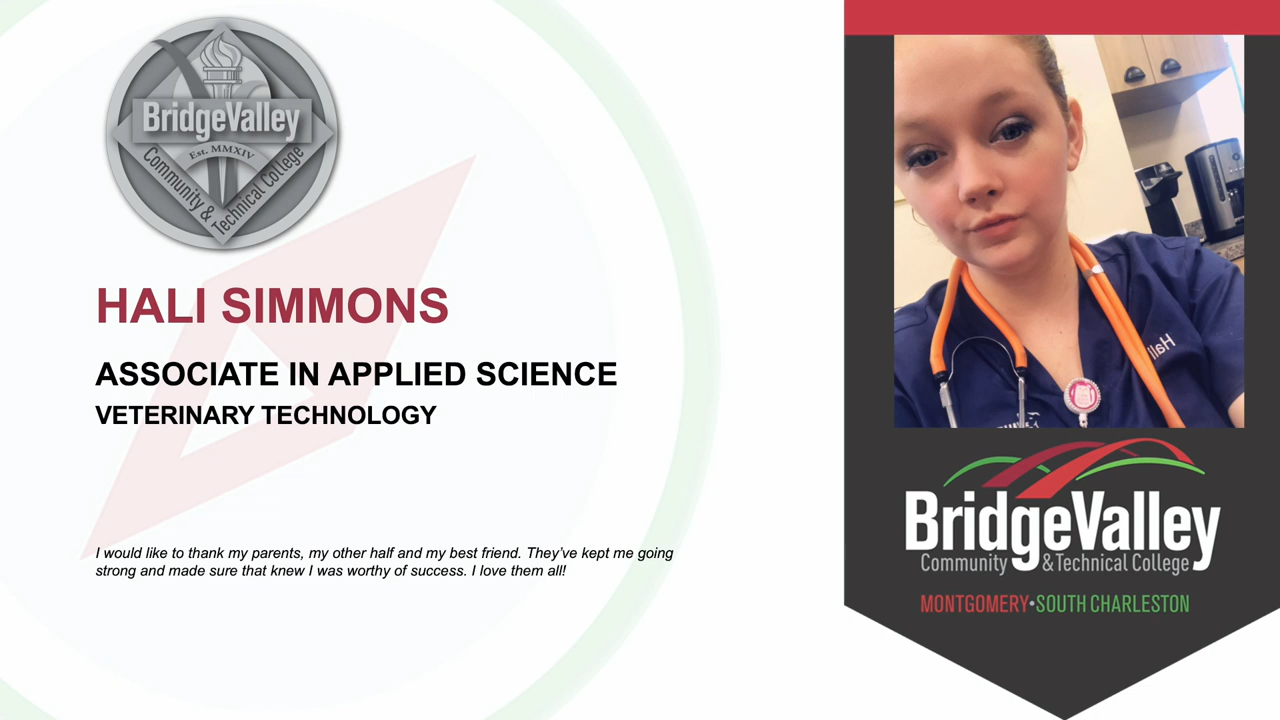 BridgeValley
Est. MMXIV
Community & Technical College
HALI SIMMONS
ASSOCIATE IN APPLIED SCIENCE
VETERINARY TECHNOLOGY
I would like to thank my parents, my other half and my best friend. They've kept me going
strong and made sure that knew I was worthy of success. I love them all!
Hali
BridgeValley
Community & Technical College
MONTGOMERY•SOUTH CHARLESTON